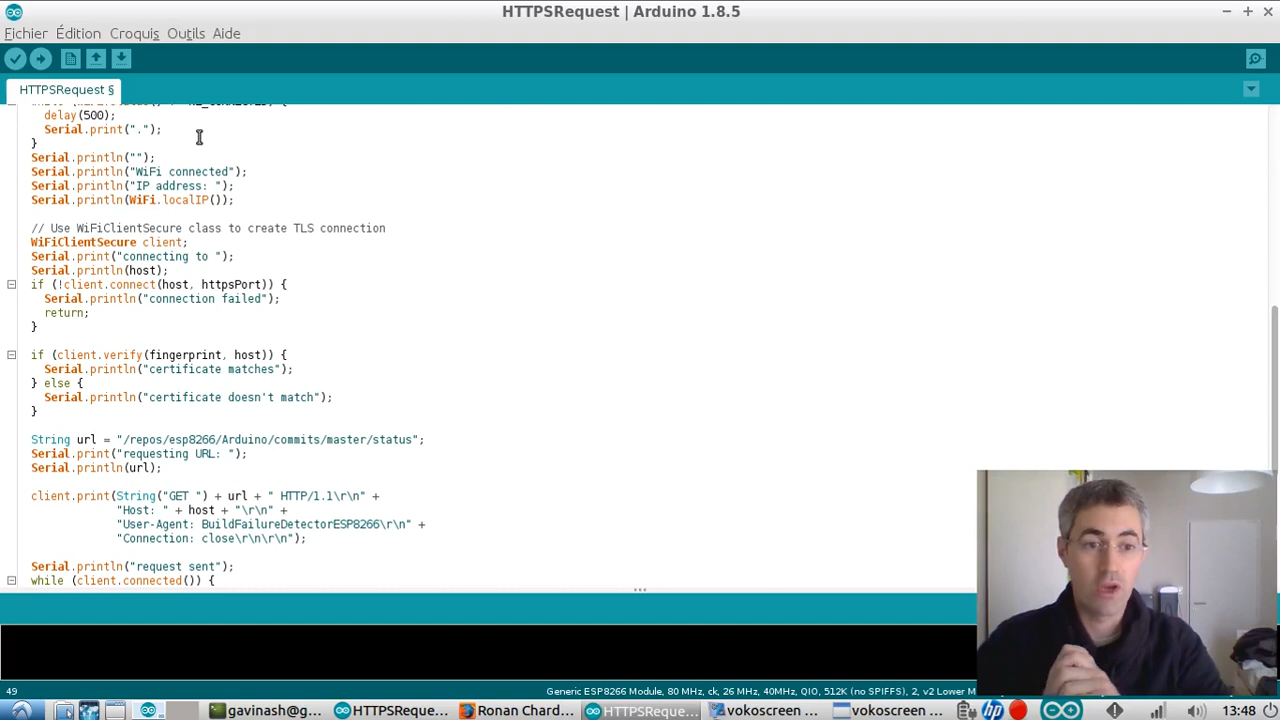 HTTPSRequest | Arduino 1.8.5
Fichier Édition Croquis Outils Aide
HTTPSRequest §
delay(500);
Serial.print(".");
}
Serial.println("");
Serial.println("WiFi connected");
Serial.println("IP address: ");
Serial.println(WiFi.localIP());
// Use WiFiClientSecure class to create TLS connection
WiFiClientSecure client;
Serial.print("connecting to ");
Serial.println(host);
if (!client.connect(host, httpsPort)) {
Serial.println("connection failed");
return;
}
if (client.verify(fingerprint, host)) {
Serial.println("certificate matches");
} else {
Serial.println("certificate doesn't match");
}
String url = "/repos/esp8266/Arduino/commits/master/status";
Serial.print("requesting URL: ");
Serial.println(url);
client.print(String("GET ") + url + " HTTP/1.1\r\n" +
"Host: " + host + "\r\n" +
"User-Agent: BuildFailureDetectorESP8266\r\n" +
"Connection: close\r\n\r\n");
Serial.println("request sent");
while (client.connected()) {
49 Generic ESP8266 Module, 80 MHz, ck, 26 MHz, 40MHz, QIO, 512K (no SPIFFS), 2, v2 Lower M
gavinash@g... HTTPSReque... Ronan Chard... HTTPSReque... vokoscreen ... vokoscreen ... hp 13:48